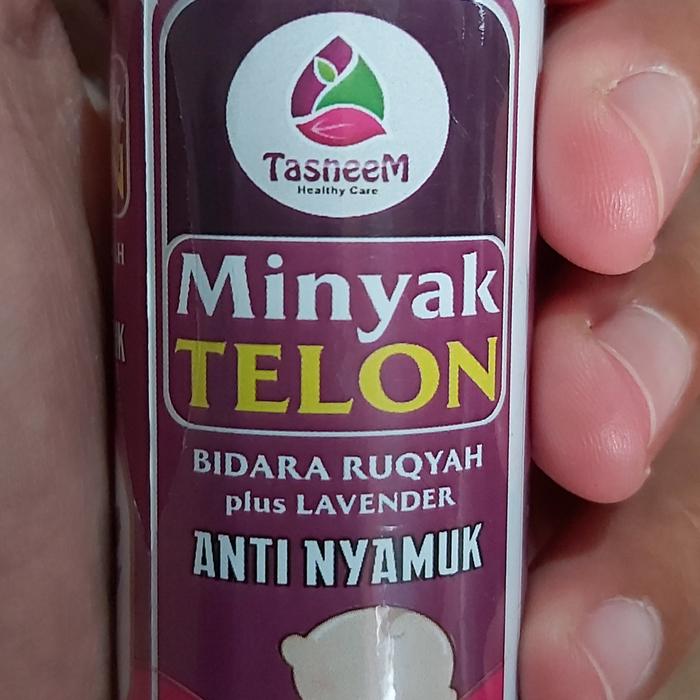 TasneeM
Healthy Care
Minyak
TELON
BIDARA RUQYAH
plus LAVENDER
ANTI NYAMUK